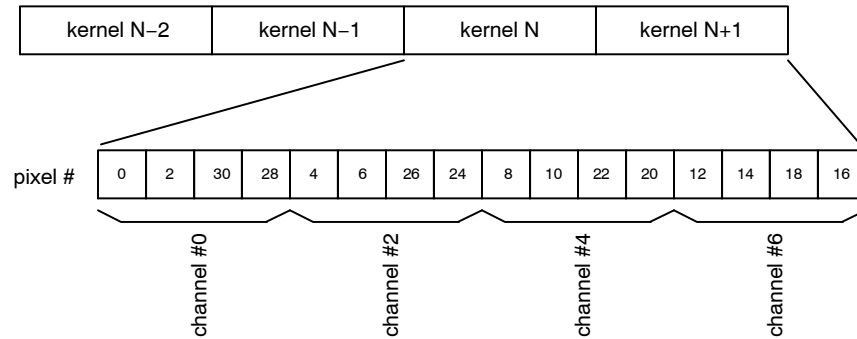 kernel N−2 kernel N−1 kernel N kernel N+1
pixel # 0 2 30 28 4 6 26 24 8 10 22 20 12 14 18 16
channel #0 channel #2 channel #4 channel #6